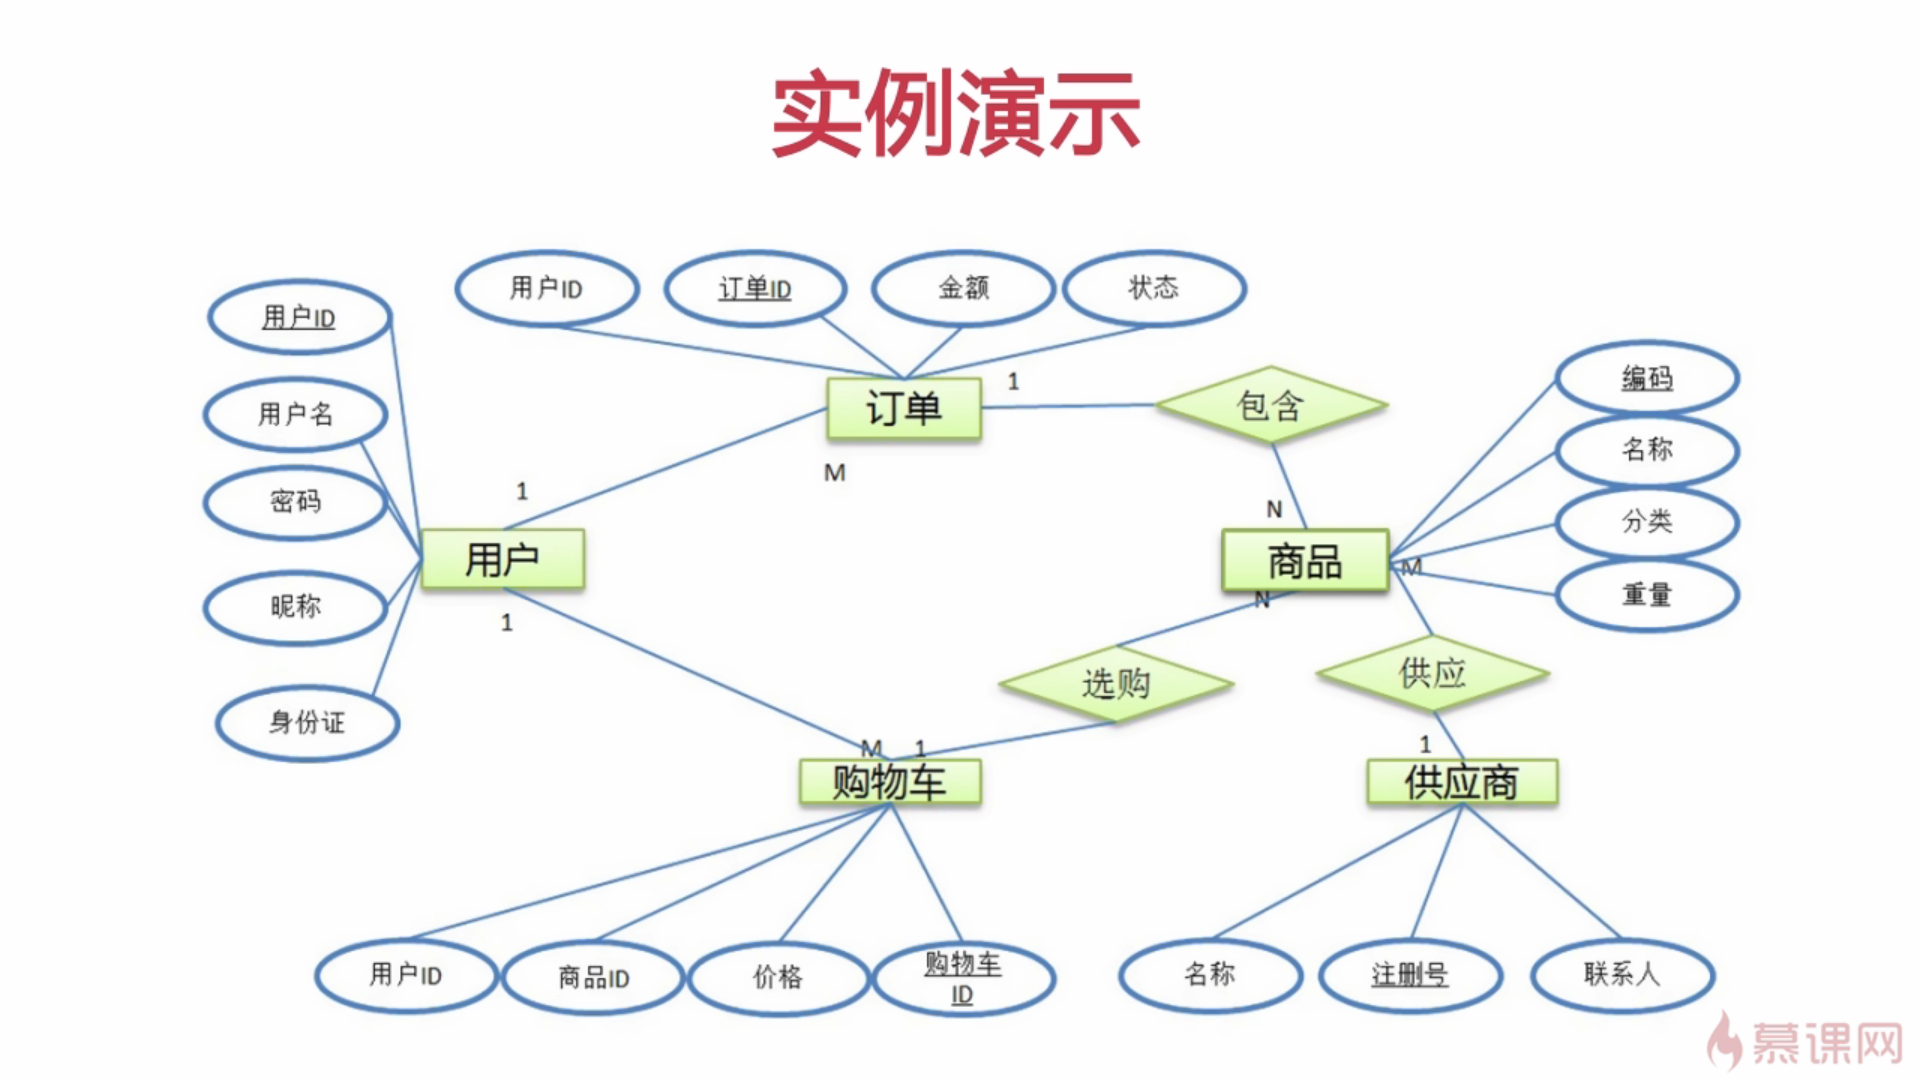 实例演示
用户ID
订单ID
金额
状态
用户ID
用户名
密码
昵称
身份证
订单
1
包含
编码
名称
分类
重量
M
1
N
用户
商品
M
1
N
选购
供应
M
1
1
购物车
供应商
用户ID
商品ID
价格
购物车
ID
名称
注册号
联系人
慕课网